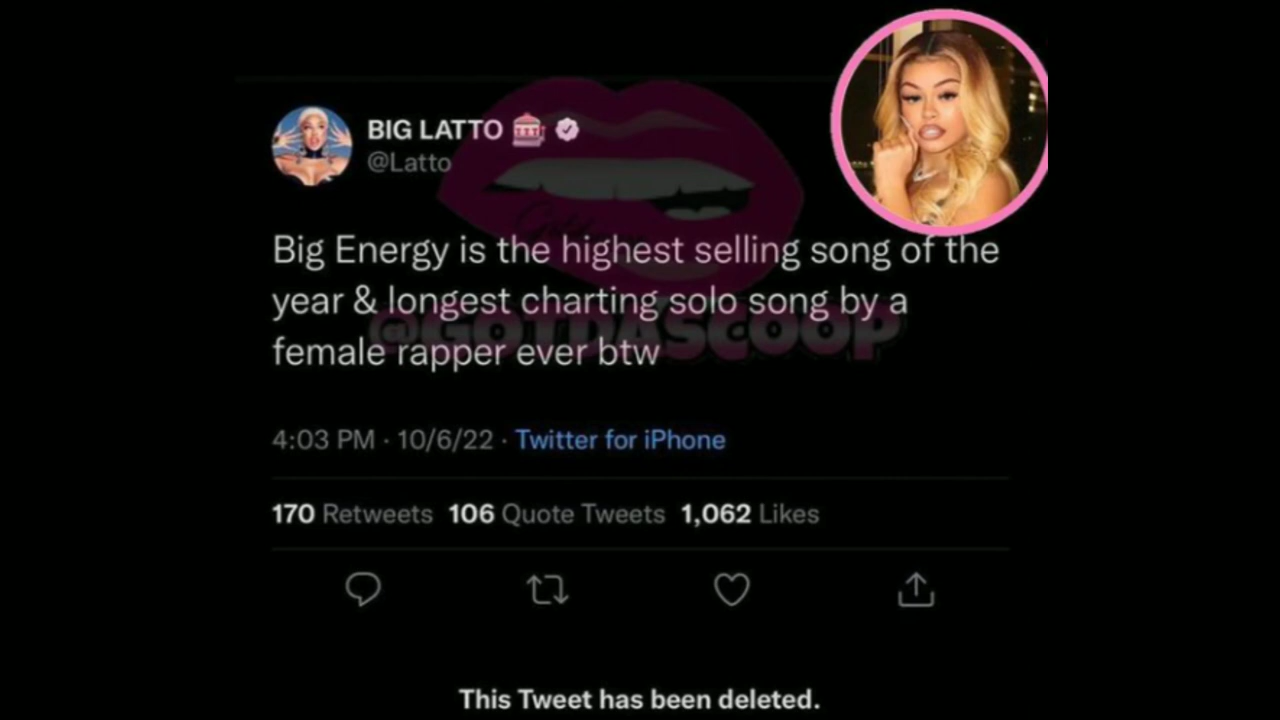 BIG LATTO 🎰
@Latto
Big Energy is the highest selling song of the
year & longest charting solo song by a
@GOTDASCOOP
female rapper ever btw
4:03 PM · 10/6/22 · Twitter for iPhone
170 Retweets 106 Quote Tweets 1,062 Likes
This Tweet has been deleted.